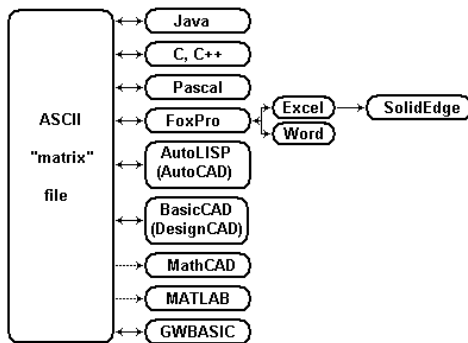 ASCII
"matrix"
file
Java
C, C++
Pascal
FoxPro
Excel
SolidEdge
Word
AutoLISP
(AutoCAD)
BasicCAD
(DesignCAD)
MathCAD
MATLAB
GWBASIC